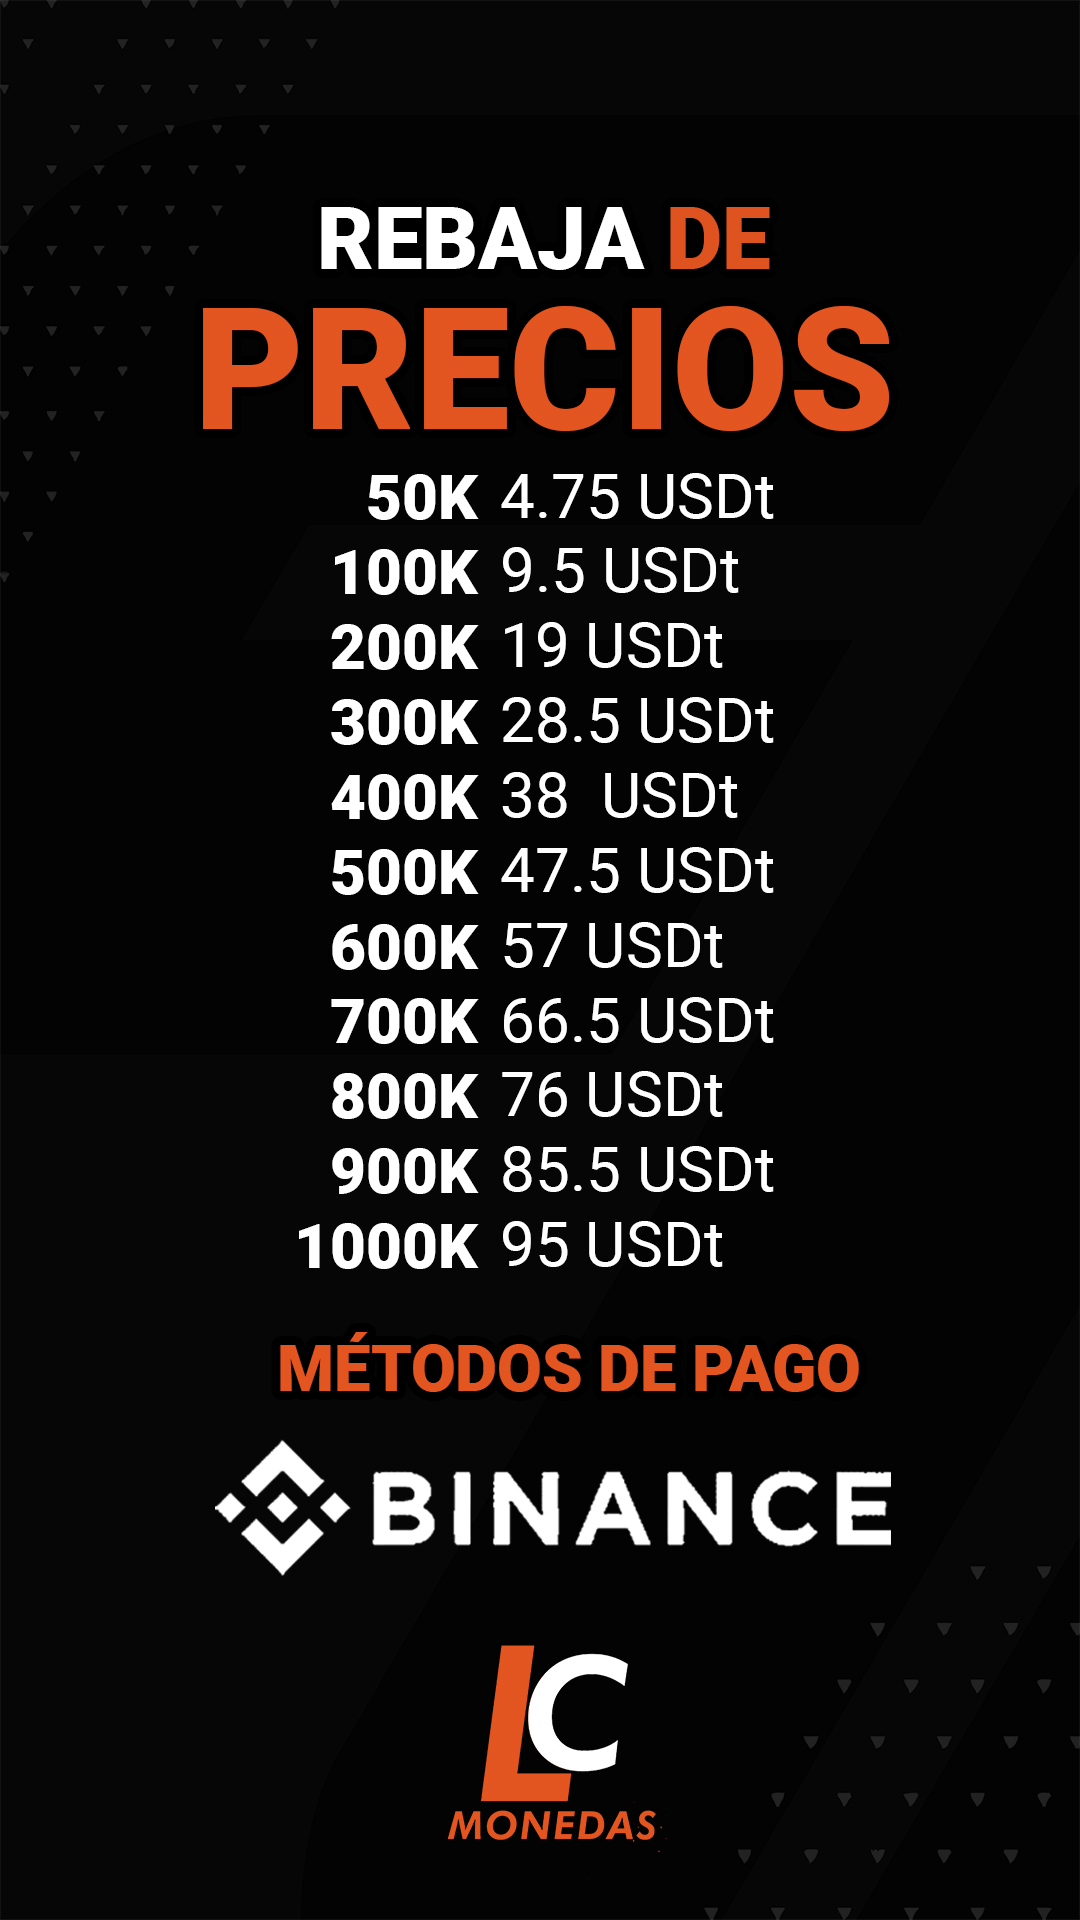 REBAJA DE
PRECIOS
50K 4.75 USDt
100K 9.5 USDt
200K 19 USDt
300K 28.5 USDt
400K 38 USDt
500K 47.5 USDt
600K 57 USDt
700K 66.5 USDt
800K 76 USDt
900K 85.5 USDt
1000K 95 USDt
MÉTODOS DE PAGO
BINANCE
LC
MONEDAS